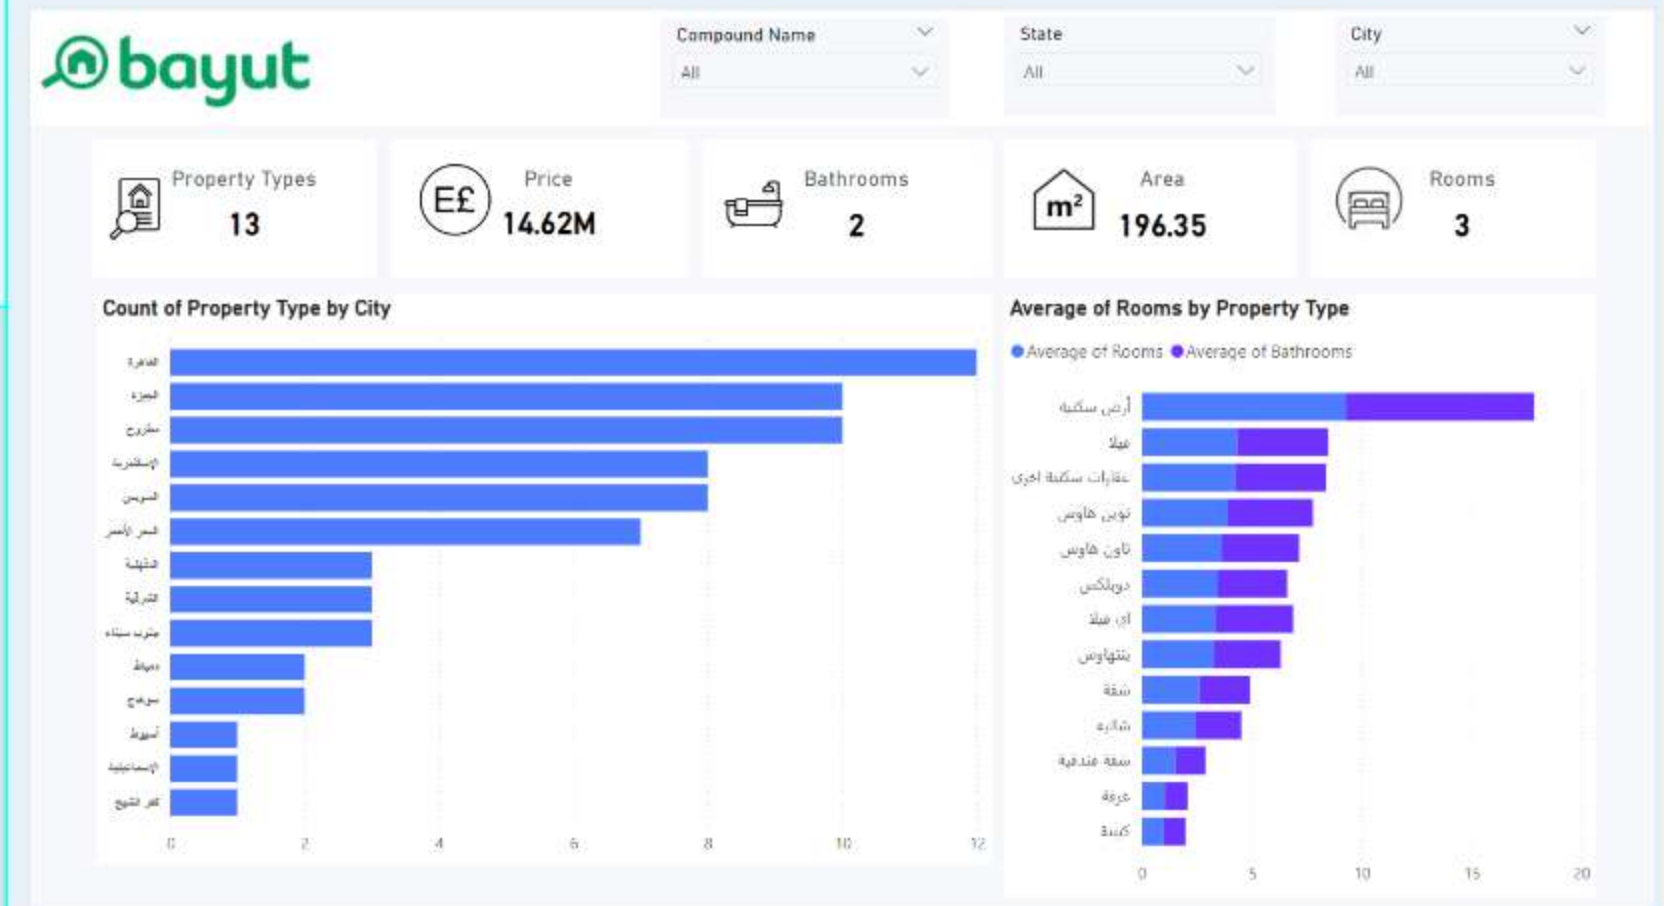 bayut
Compound Name
All
State
All
City
All
Property Types
13
E£
Price
14.62M
Bathrooms
2
m²
Area
196.35
Rooms
3
Count of Property Type by City
القاهرة
الجيزة
مطروح
الإسكندرية
السويس
البحر الأحمر
الدقهلية
الشرقية
جنوب سيناء
دمياط
سوهاج
أسيوط
الإسماعيلية
كفر الشيخ
0 2 4 6 8 10 12
Average of Rooms by Property Type
Average of Rooms Average of Bathrooms
أرض سكنية
فيلا
عقارات سكنية اخرى
توين هاوس
تاون هاوس
دوبلكس
اي فيلا
بنتهاوس
شقة
شاليه
شقة فندقية
غرفة
كبينة
0 5 10 15 20